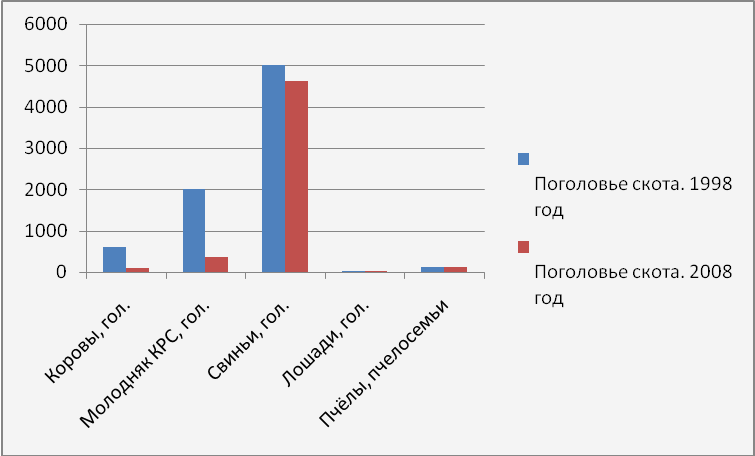 6000
5000
4000
3000
2000
1000
0
Коровы, гол.
Молодняк КРС, гол.
Свиньи, гол.
Лошади, гол.
Пчёлы, пчелосемьи
Поголовье скота. 1998
год
Поголовье скота. 2008
год